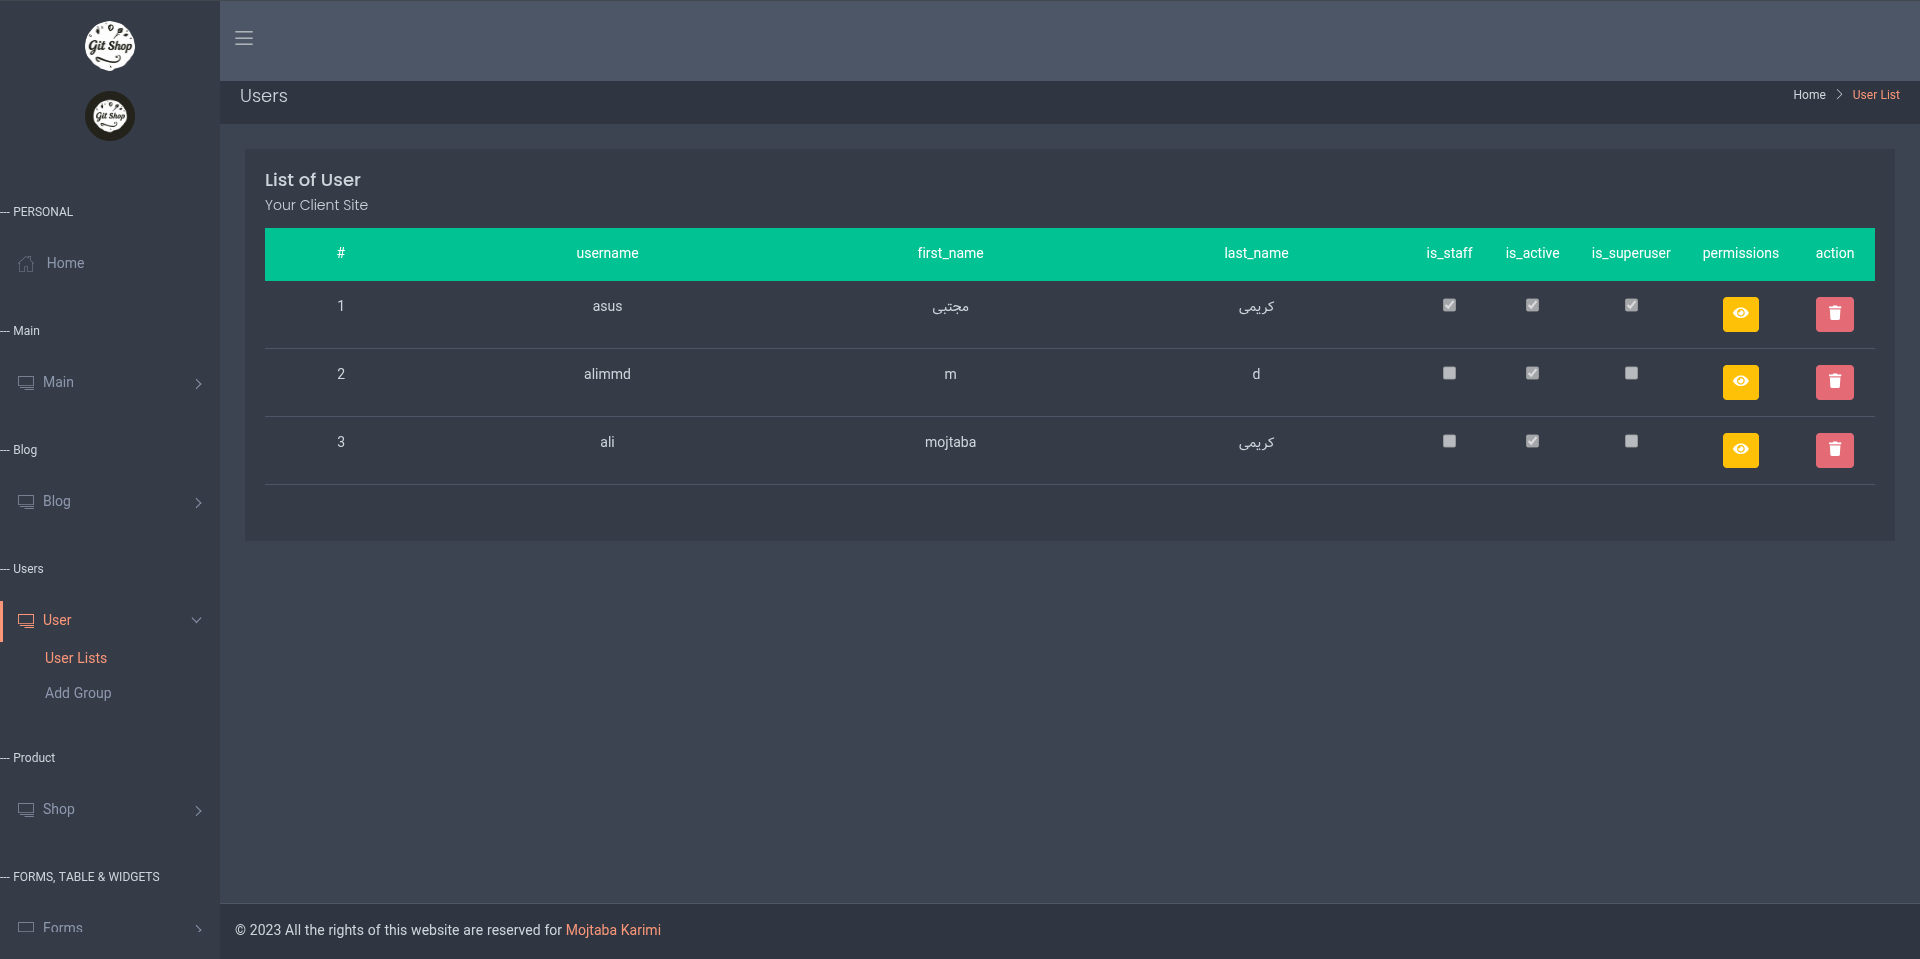 Git Shop
Git Shop
--- PERSONAL
Home
--- Main
Main
--- Blog
Blog
--- Users
User
User Lists
Add Group
--- Product
Shop
--- FORMS, TABLE & WIDGETS
Forms
Users
Home > User List
List of User
Your Client Site
# username first_name last_name is_staff is_active is_superuser permissions action
1 asus مجتبی کریمی
2 alimmd m d
3 ali mojtaba کریمی
© 2023 All the rights of this website are reserved for Mojtaba Karimi